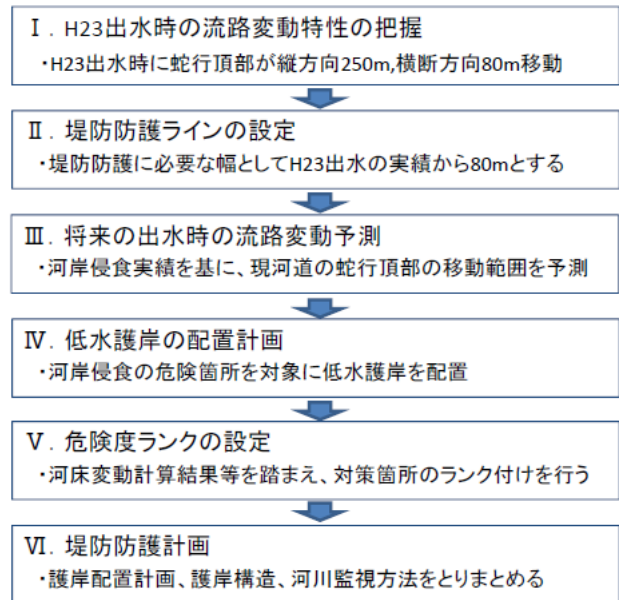 Ⅰ．H23出水時の流路変動特性の把握
・H23出水時に蛇行頂部が縦方向250m,横断方向80m移動
Ⅱ．堤防防護ラインの設定
・堤防防護に必要な幅としてH23出水の実績から80mとする
Ⅲ．将来の出水時の流路変動予測
・河岸侵食実績を基に、現河道の蛇行頂部の移動範囲を予測
Ⅳ．低水護岸の配置計画
・河岸侵食の危険箇所を対象に低水護岸を配置
Ⅴ．危険度ランクの設定
・河床変動計算結果等を踏まえ、対策箇所のランク付けを行う
Ⅵ．堤防防護計画
・護岸配置計画、護岸構造、河川監視方法をとりまとめる